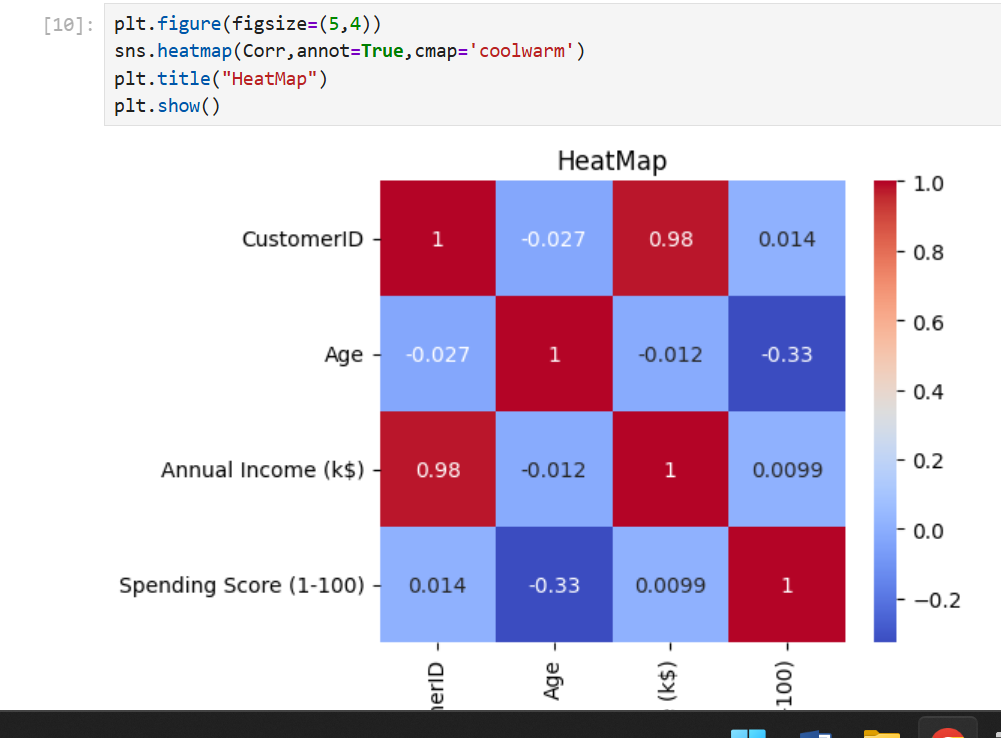 [10]:
plt.figure(figsize=(5,4))
sns.heatmap(Corr,annot=True,cmap='coolwarm')
plt.title("HeatMap")
plt.show()
HeatMap
CustomerID
1 -0.027 0.98 0.014
Age
-0.027 1 -0.012 -0.33
Annual Income (k$)
0.98 -0.012 1 0.0099
Spending Score (1-100)
0.014 -0.33 0.0099 1
erID
Age
(k$)
100)
1.0
0.8
0.6
0.4
0.2
0.0
−0.2